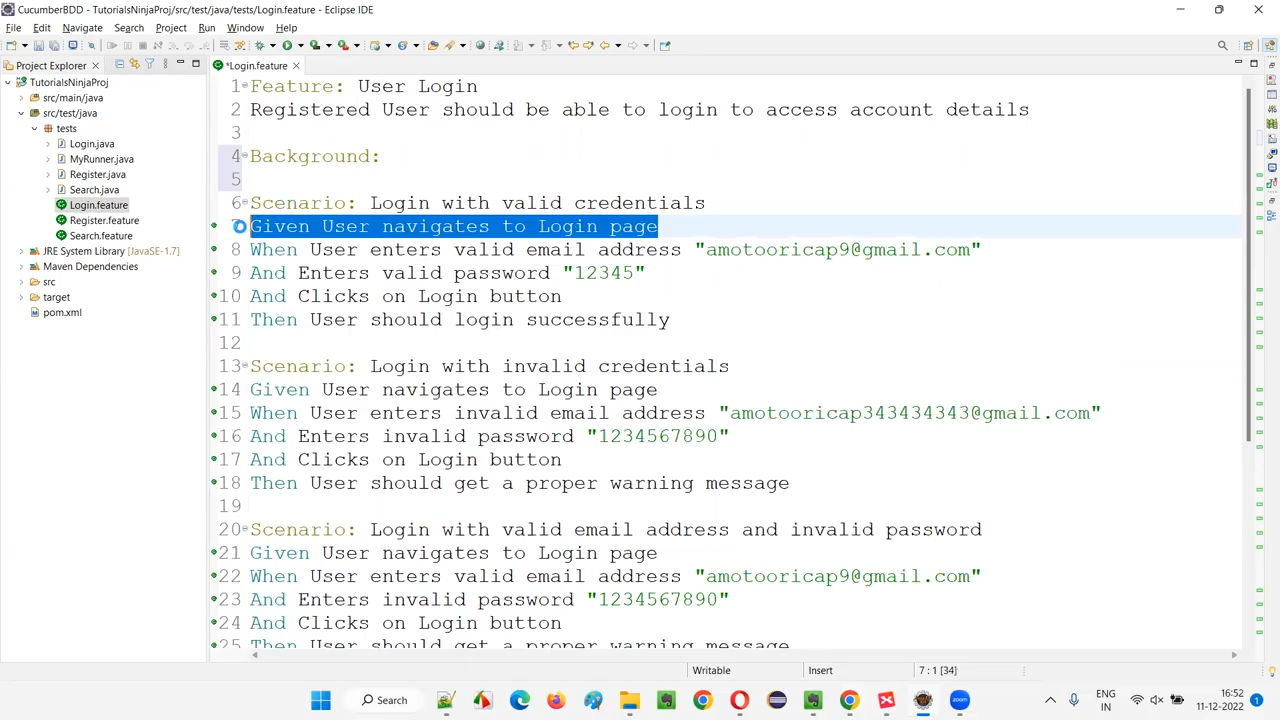 CucumberBDD - TutorialsNinjaProj/src/test/java/tests/Login.feature - Eclipse IDE
File Edit Navigate Search Project Run Window Help
Project Explorer
*Login.feature
TutorialsNinjaProj
src/main/java
src/test/java
tests
Login.java
MyRunner.java
Register.java
Search.java
Login.feature
Register.feature
Search.feature
JRE System Library [JavaSE-1.7]
Maven Dependencies
src
target
pom.xml
1 Feature: User Login
2 Registered User should be able to login to access account details
3
4 Background:
5
6 Scenario: Login with valid credentials
7 Given User navigates to Login page
8 When User enters valid email address "amotooricap9@gmail.com"
9 And Enters valid password "12345"
10 And Clicks on Login button
11 Then User should login successfully
12
13 Scenario: Login with invalid credentials
14 Given User navigates to Login page
15 When User enters invalid email address "amotooricap343434343@gmail.com"
16 And Enters invalid password "1234567890"
17 And Clicks on Login button
18 Then User should get a proper warning message
19
20 Scenario: Login with valid email address and invalid password
21 Given User navigates to Login page
22 When User enters valid email address "amotooricap9@gmail.com"
23 And Enters invalid password "1234567890"
24 And Clicks on Login button
25 Then User should get a proper warning message
Writable Insert 7 : 1 [34]
Search
zoom
ENG
IN
16:52
11-12-2022
1